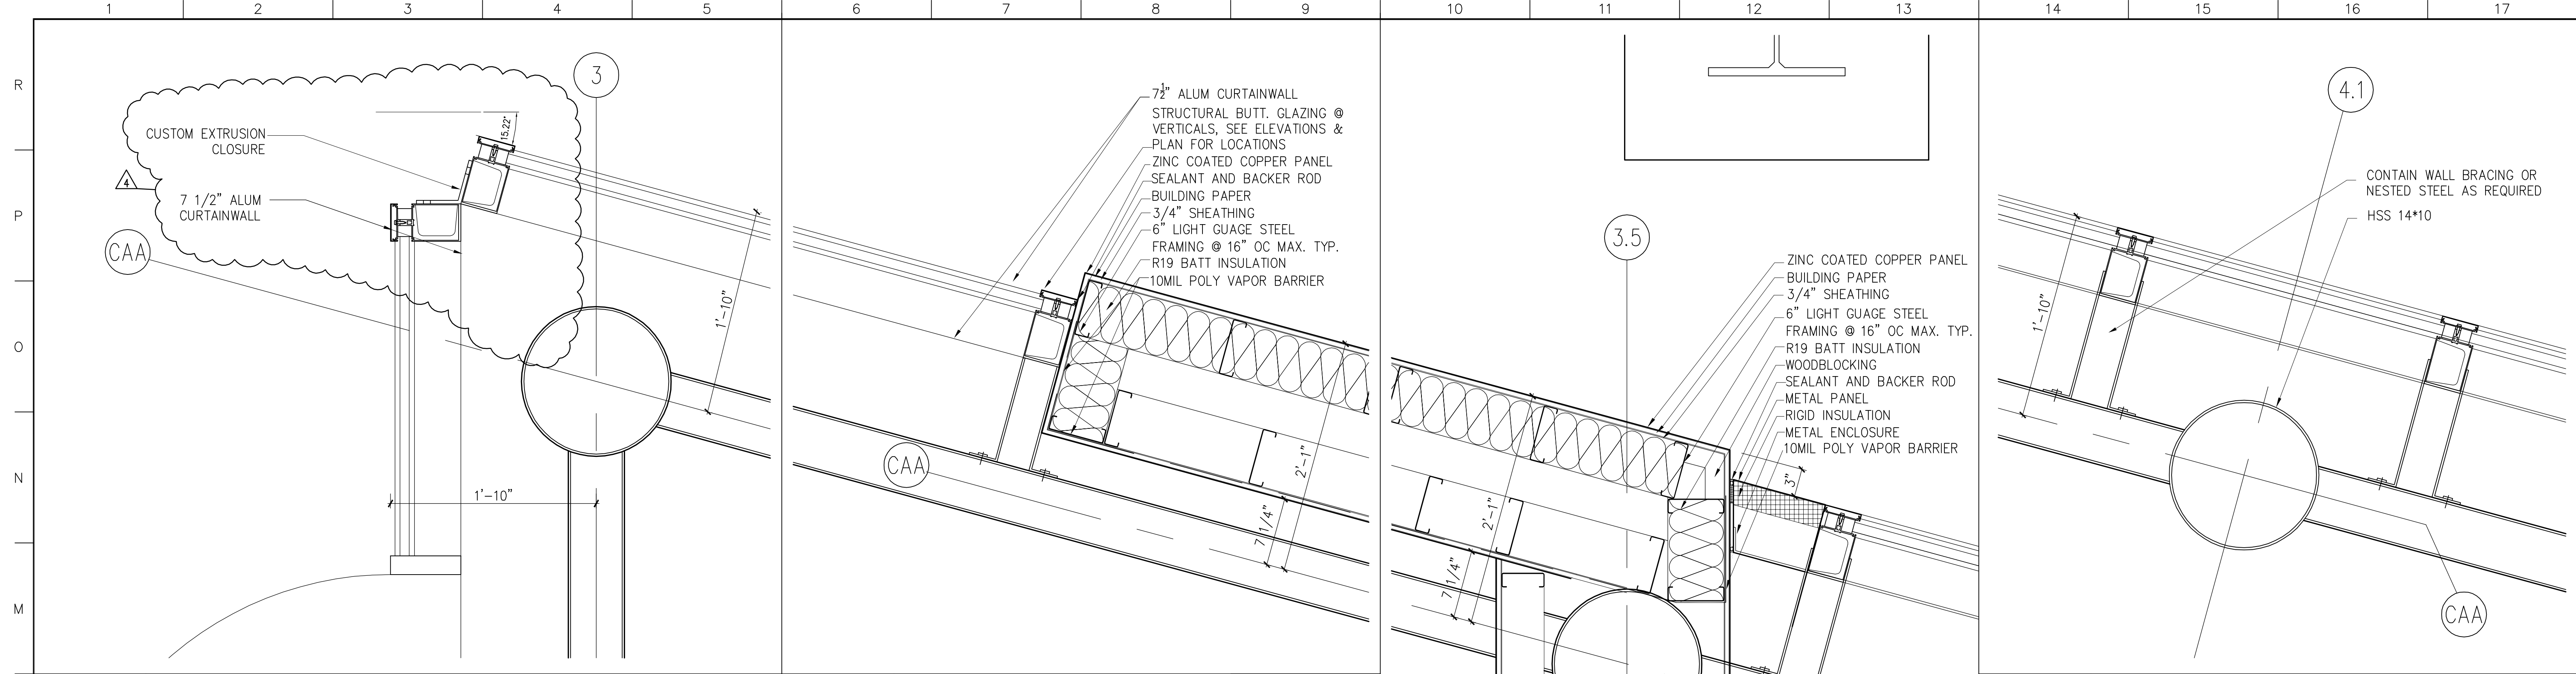 1 2 3 4 5 6 7 8 9 10 11 12 13 14 15 16 17
R
P
O
N
M
3
15.22°
CUSTOM EXTRUSION
CLOSURE
4
7 1/2" ALUM
CURTAINWALL
CAA
1'-10"
1'-10"
7½" ALUM CURTAINWALL
STRUCTURAL BUTT. GLAZING @
VERTICALS, SEE ELEVATIONS &
PLAN FOR LOCATIONS
ZINC COATED COPPER PANEL
SEALANT AND BACKER ROD
BUILDING PAPER
3/4" SHEATHING
6" LIGHT GUAGE STEEL
FRAMING @ 16" OC MAX. TYP.
R19 BATT INSULATION
10MIL POLY VAPOR BARRIER
CAA
2'-1"
7 1/4"
3.5
ZINC COATED COPPER PANEL
BUILDING PAPER
3/4" SHEATHING
6" LIGHT GUAGE STEEL
FRAMING @ 16" OC MAX. TYP.
R19 BATT INSULATION
WOODBLOCKING
SEALANT AND BACKER ROD
METAL PANEL
RIGID INSULATION
METAL ENCLOSURE
10MIL POLY VAPOR BARRIER
3"
2'-1"
7 1/4"
4.1
CONTAIN WALL BRACING OR
NESTED STEEL AS REQUIRED
HSS 14*10
1'-10"
CAA